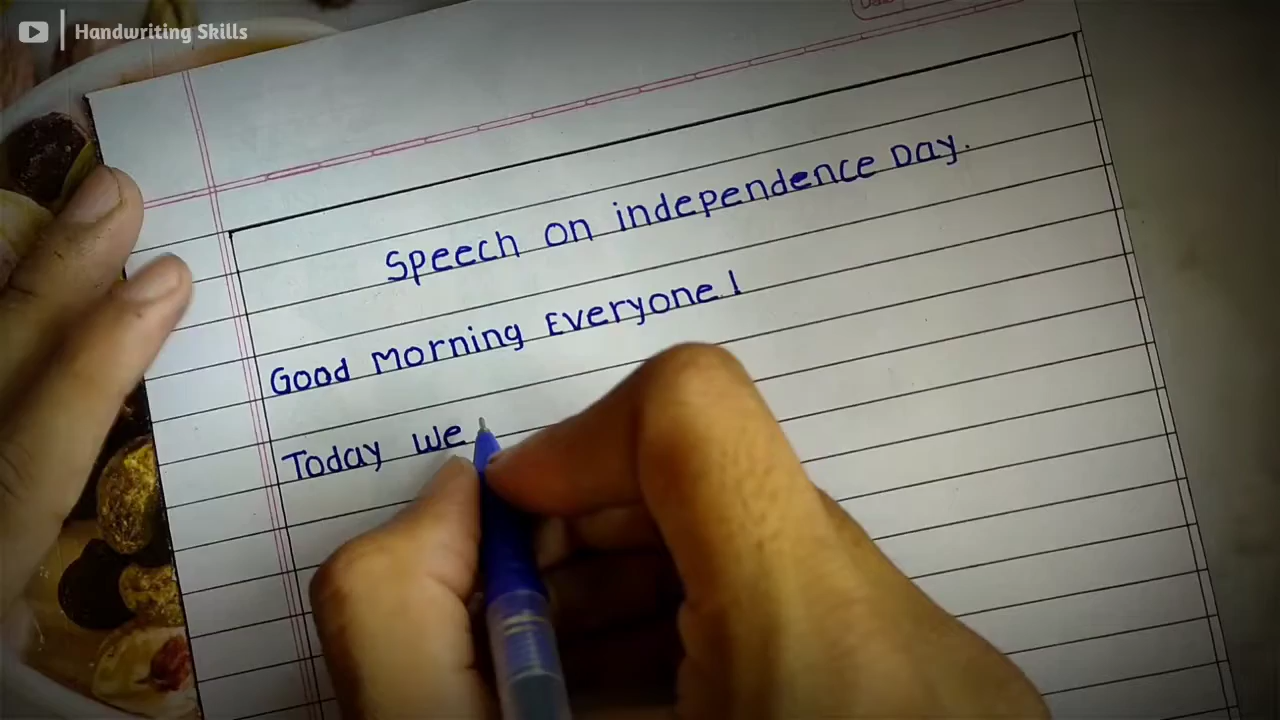 Handwriting Skills
Speech on independence Day.
Good Morning Everyone!
Today We